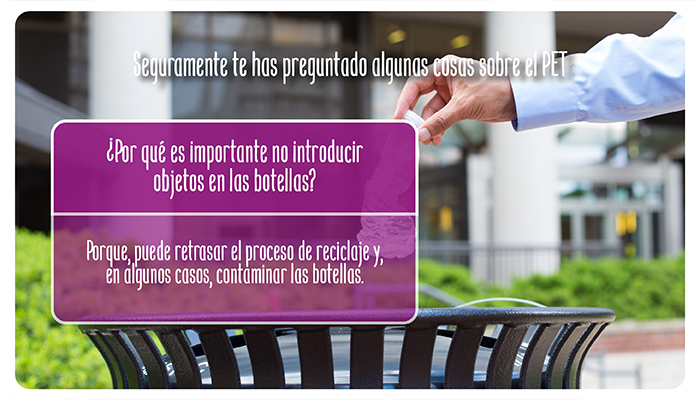 Seguramente te has preguntado algunas cosas sobre el PET
¿Por qué es importante no introducir
objetos en las botellas?
Porque, puede retrasar el proceso de reciclaje y,
en algunos casos, contaminar las botellas.